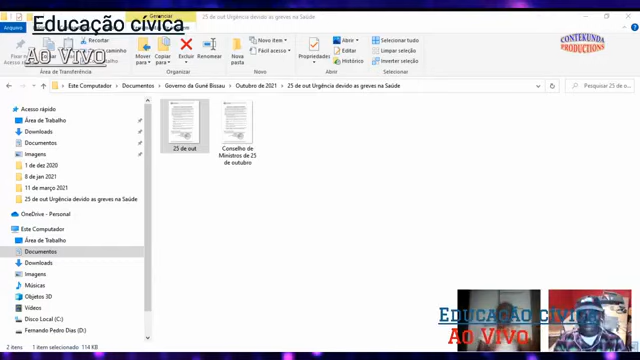 Educação cívica
Ao Vivo
Gerenciar
25 de out Urgência devido as greves na Saúde
CONTEKUNDA
PRODUCTIONS
Arquivo
Recortar
Mover para
Copiar para
Excluir
Renomear
Nova pasta
Novo item
Fácil acesso
Propriedades
Abrir
Editar
Histórico
Selecionar tudo
Limpar seleção
Inverter seleção
Área de Transferência
Organizar
Novo
Abrir
Selecionar
Este Computador > Documentos > Governo da Guné Bissau > Outubro de 2021 > 25 de out Urgência devido as greves na Saúde
Pesquisar 25 de o...
Acesso rápido
Área de Trabalho
Downloads
Documentos
Imagens
1 de dez 2020
8 de jan 2021
11 de março 2021
25 de out Urgência devido as greves na Saúde
OneDrive - Personal
Este Computador
Área de Trabalho
Documentos
Downloads
Imagens
Músicas
Objetos 3D
Vídeos
Disco Local (C:)
Fernando Pedro Dias (D:)
25 de out
Conselho de
Ministros de 25
de outubro
2 itens
1 item selecionado 114 KB
Educação cívica
Ao Vivo